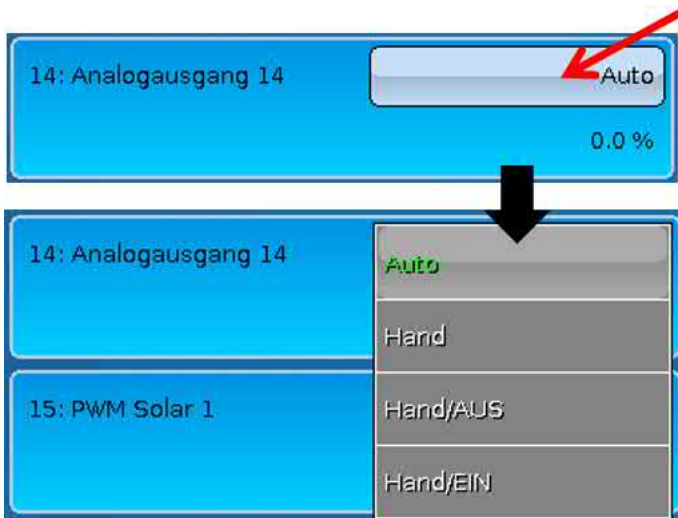 14: Analogausgang 14
Auto
0.0 %
14: Analogausgang 14
Auto
Hand
15: PWM Solar 1
Hand/AUS
Hand/EIN